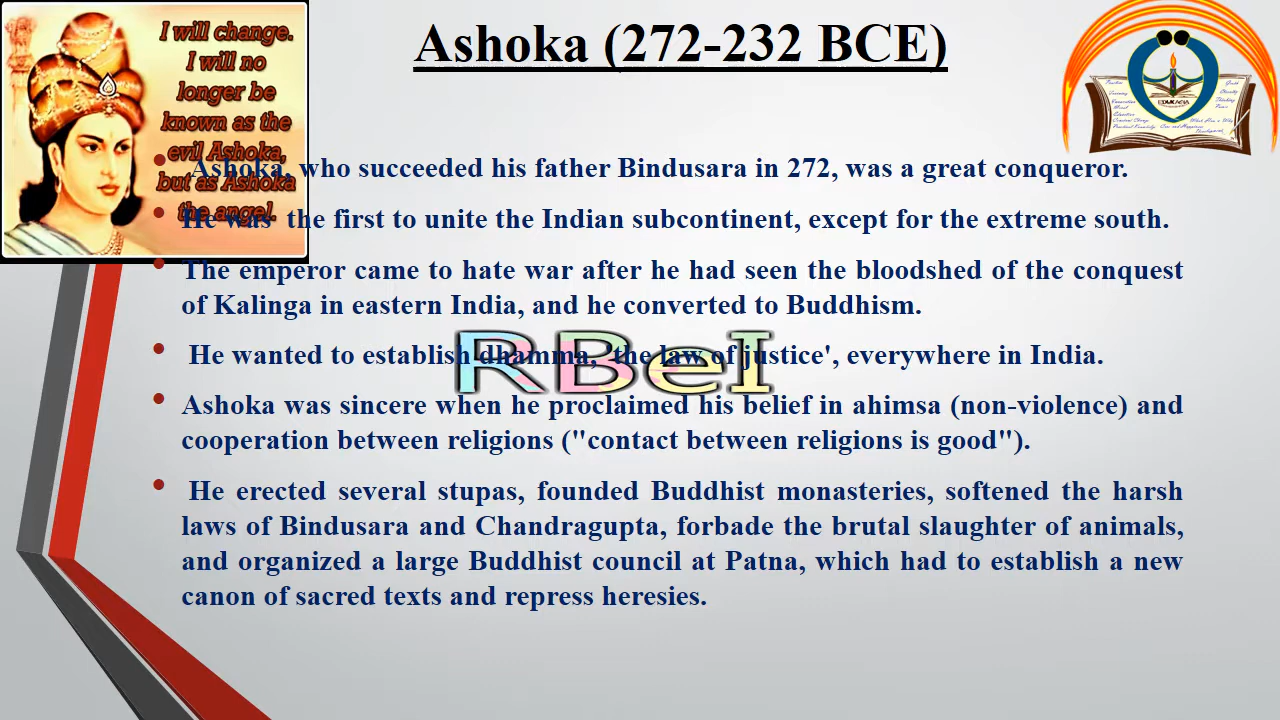 Ashoka (272-232 BCE)
I will change.
I will no
longer be
known as the
evil Ashoka,
but as Ashoka
the angel.
• Ashoka, who succeeded his father Bindusara in 272, was a great conqueror.
• He was the first to unite the Indian subcontinent, except for the extreme south.
• The emperor came to hate war after he had seen the bloodshed of the conquest
of Kalinga in eastern India, and he converted to Buddhism.
• He wanted to establish dhamma, 'the law of justice', everywhere in India.
• Ashoka was sincere when he proclaimed his belief in ahimsa (non-violence) and
cooperation between religions ("contact between religions is good").
• He erected several stupas, founded Buddhist monasteries, softened the harsh
laws of Bindusara and Chandragupta, forbade the brutal slaughter of animals,
and organized a large Buddhist council at Patna, which had to establish a new
canon of sacred texts and repress heresies.
RBeI